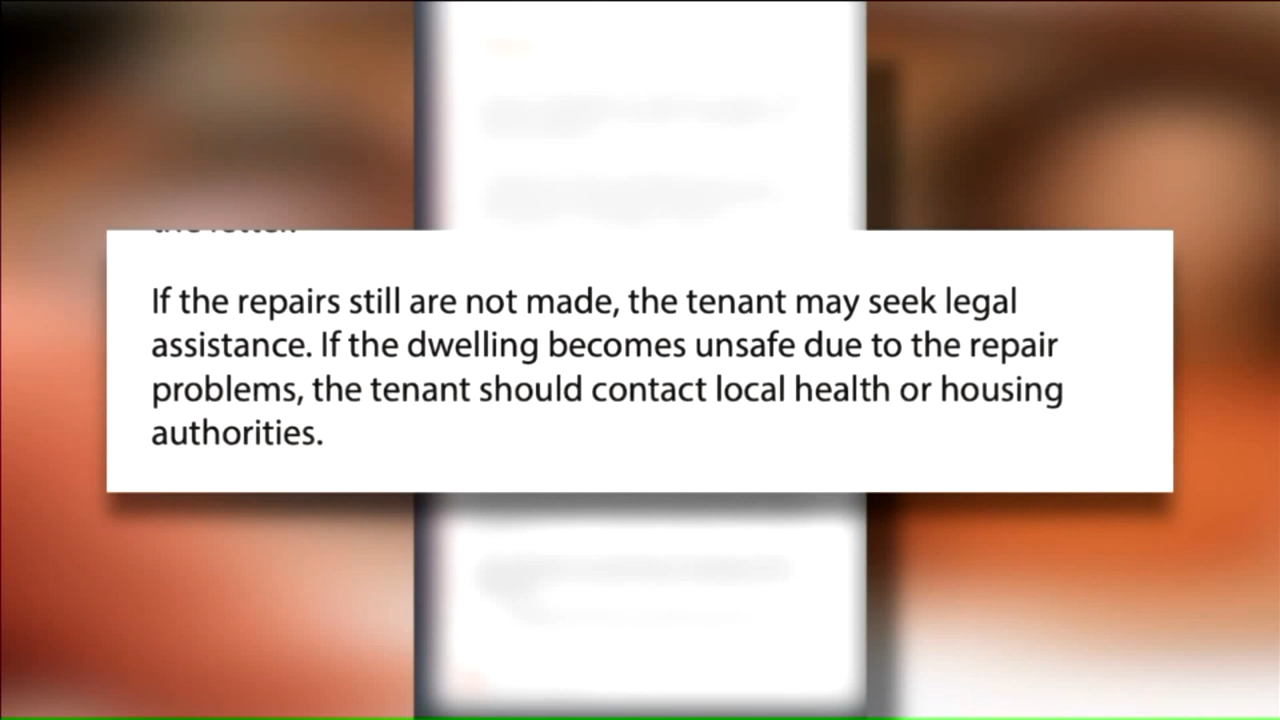 If the repairs still are not made, the tenant may seek legal
assistance. If the dwelling becomes unsafe due to the repair
problems, the tenant should contact local health or housing
authorities.